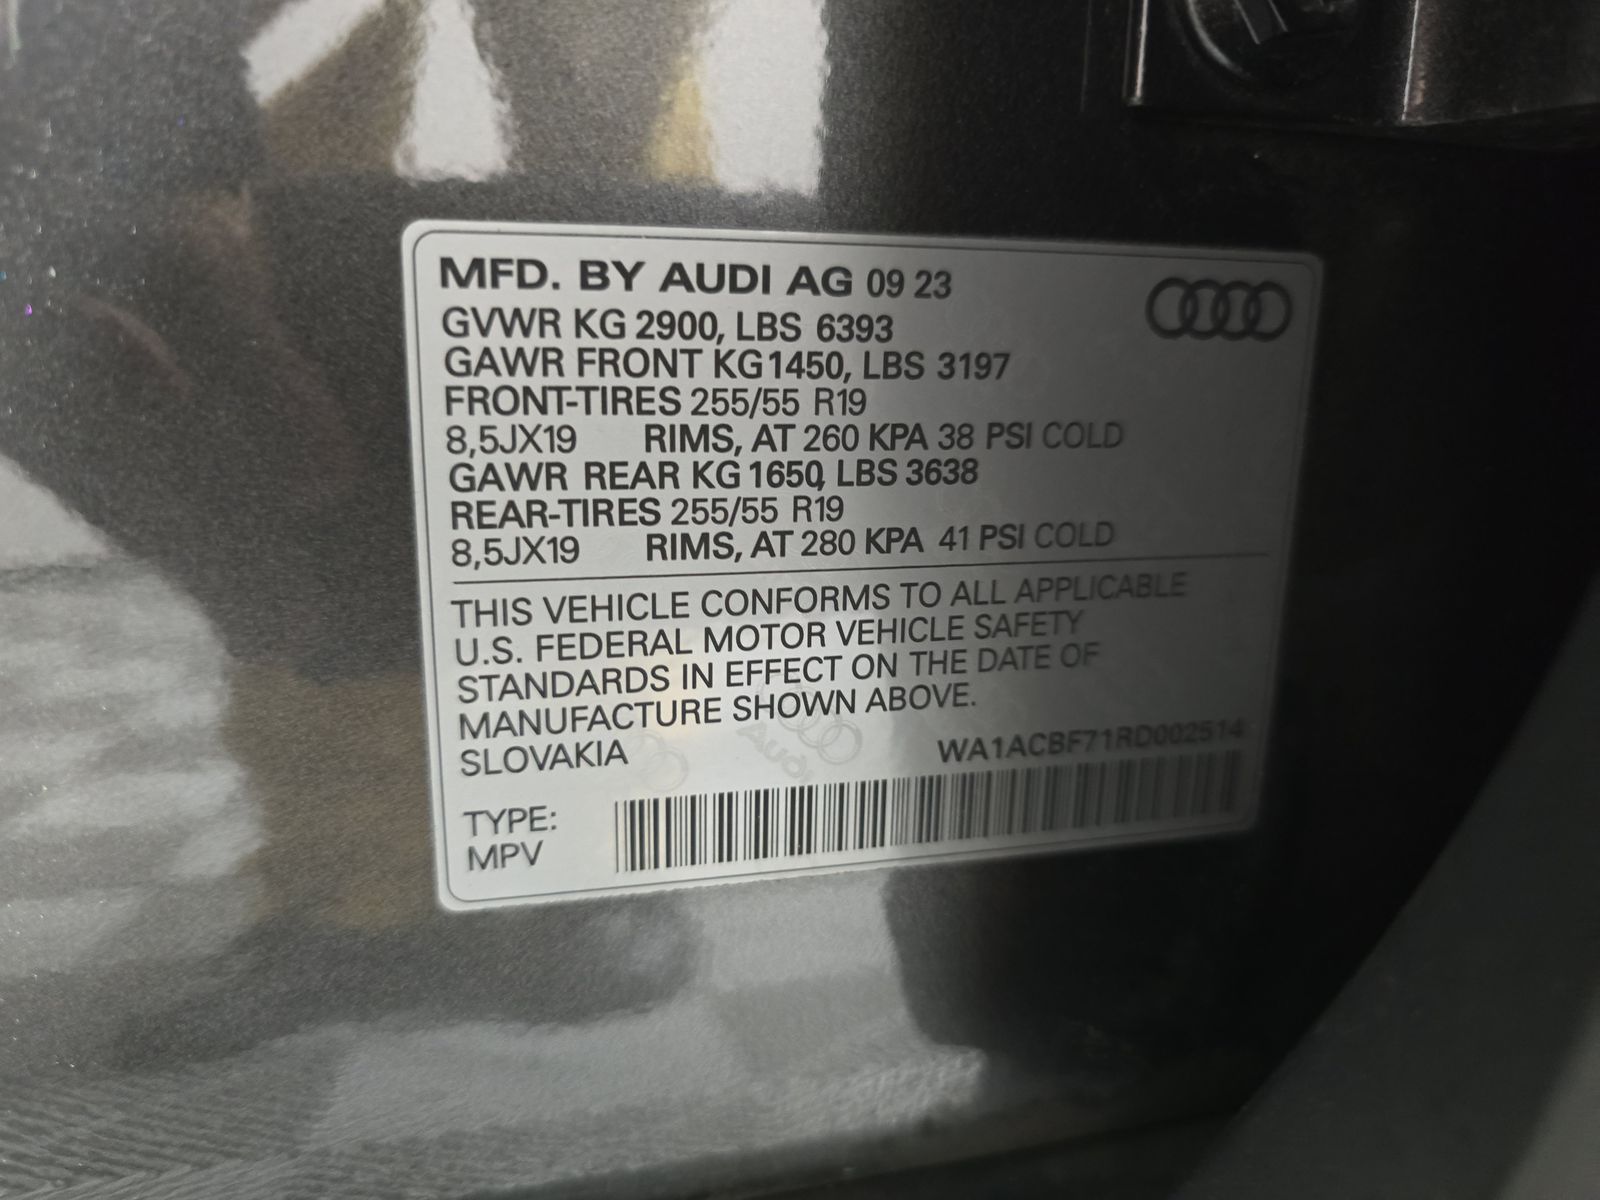 MFD. BY AUDI AG 09 23
GVWR KG 2900, LBS 6393
GAWR FRONT KG 1450, LBS 3197
FRONT-TIRES 255/55 R19
8,5JX19 RIMS, AT 260 KPA 38 PSI COLD
GAWR REAR KG 1650, LBS 3638
REAR-TIRES 255/55 R19
8,5JX19 RIMS, AT 280 KPA 41 PSI COLD
THIS VEHICLE CONFORMS TO ALL APPLICABLE
U.S. FEDERAL MOTOR VEHICLE SAFETY
STANDARDS IN EFFECT ON THE DATE OF
MANUFACTURE SHOWN ABOVE.
SLOVAKIA WA1ACBF71RD002514
Audi
TYPE:
MPV